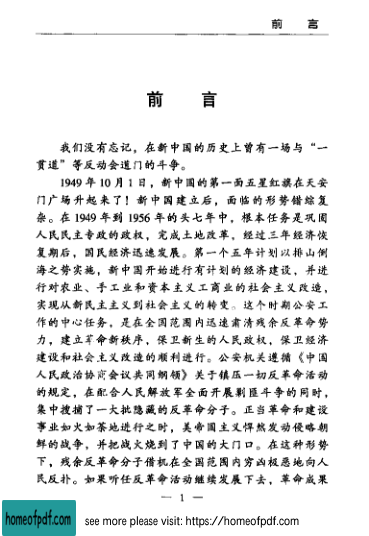 前 言
前 言
我们没有忘记，在新中国的历史上曾有一场与“一
贯道”等反动会道门的斗争。
1949 年 10 月 1 日，新中国的第一面五星红旗在天安
门广场升起来了！新中国建立后，面临的形势错综复
杂。在 1949 年到 1956 年的头七年中，根本任务是巩固
人民民主专政的政权，完成土地改革。经过三年经济恢
复期后，国民经济迅速发展。第一个五年计划以排山倒
海之势实施，新中国开始进行有计划的经济建设，并进
行对农业、手工业和资本主义工商业的社会主义改造，
实现从新民主主义到社会主义的转变。这个时期公安工
作的中心任务，是在全国范围内迅速肃清残余反革命势
力，建立革命新秩序，保卫新生的人民政权，保卫经济
建设和社会主义改造的顺利进行。公安机关遵循《中国
人民政治协商会议共同纲领》关于镇压一切反革命活动
的规定，在配合人民解放军全面开展剿匪斗争的同时，
集中搜捕了一大批隐藏的反革命分子。正当革命和建设
事业如火如荼地进行之时，美帝国主义悍然发动侵略朝
鲜的战争，并把战火烧到了中国的大门口。在这种形势
下，残余反革命分子借机在全国范围内穷凶极恶地向人
民反扑。如果听任反革命活动继续发展下去，革命成果
— 1 —
homeofpdf.com
see more please visit: https://homeofpdf.com